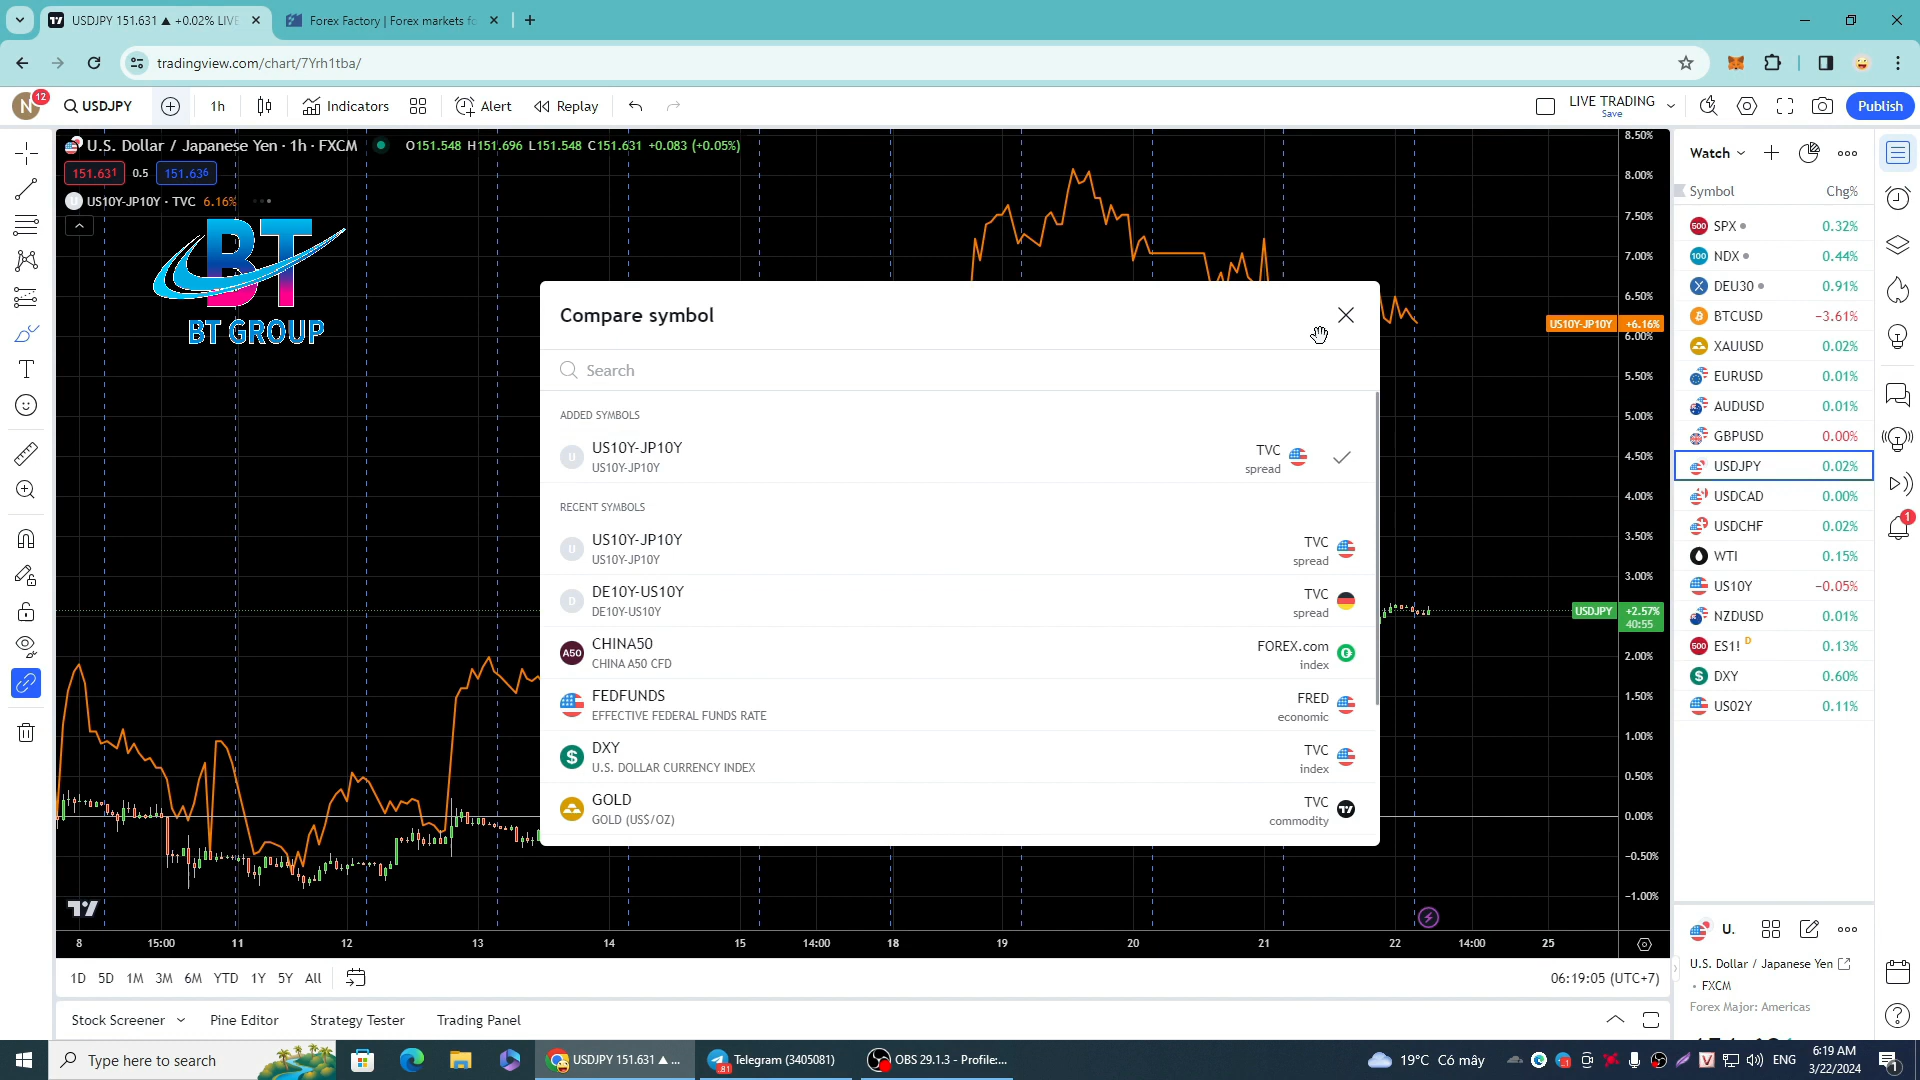 USDJPY 151.631 ▲ +0.02% LIVE
Forex Factory | Forex markets fo
tradingview.com/chart/7Yrh1tba/
N 12 USDJPY 1h Indicators Alert Replay LIVE TRADING Save Publish
U.S. Dollar / Japanese Yen · 1h · FXCM O151.548 H151.696 L151.548 C151.631 +0.083 (+0.05%)
151.631 0.5 151.636
US10Y-JP10Y · TVC 6.16%
BT
BT GROUP
Compare symbol
Search
ADDED SYMBOLS
U US10Y-JP10Y TVC
US10Y-JP10Y spread
RECENT SYMBOLS
U US10Y-JP10Y TVC
US10Y-JP10Y spread
D DE10Y-US10Y TVC
DE10Y-US10Y spread
A50 CHINA50 FOREX.com
CHINA A50 CFD index
FEDFUNDS FRED
EFFECTIVE FEDERAL FUNDS RATE economic
$ DXY TVC
U.S. DOLLAR CURRENCY INDEX index
GOLD TVC
GOLD (US$/OZ) commodity
8.50%
8.00%
7.50%
7.00%
6.50%
US10Y-JP10Y +6.16%
6.00%
5.50%
5.00%
4.50%
4.00%
3.50%
3.00%
USDJPY +2.57%
40:55
2.00%
1.50%
1.00%
0.50%
0.00%
-0.50%
-1.00%
8 15:00 11 12 13 14 15 14:00 18 19 20 21 22 14:00 25
1D 5D 1M 3M 6M YTD 1Y 5Y All 06:19:05 (UTC+7)
Stock Screener Pine Editor Strategy Tester Trading Panel
Watch
Symbol Chg%
500 SPX 0.32%
100 NDX 0.44%
DEU30 0.91%
BTCUSD -3.61%
XAUUSD 0.02%
EURUSD 0.01%
AUDUSD 0.01%
GBPUSD 0.00%
USDJPY 0.02%
USDCAD 0.00%
USDCHF 0.02%
WTI 0.15%
US10Y -0.05%
NZDUSD 0.01%
500 ES1! D 0.13%
$ DXY 0.60%
US02Y 0.11%
1
U.
U.S. Dollar / Japanese Yen
• FXCM
Forex Major: Americas
Type here to search
USDJPY 151.631 ▲ ...
Telegram (3405081)
81
OBS 29.1.3 - Profile:...
19°C Có mây
ENG
6:19 AM
3/22/2024
1